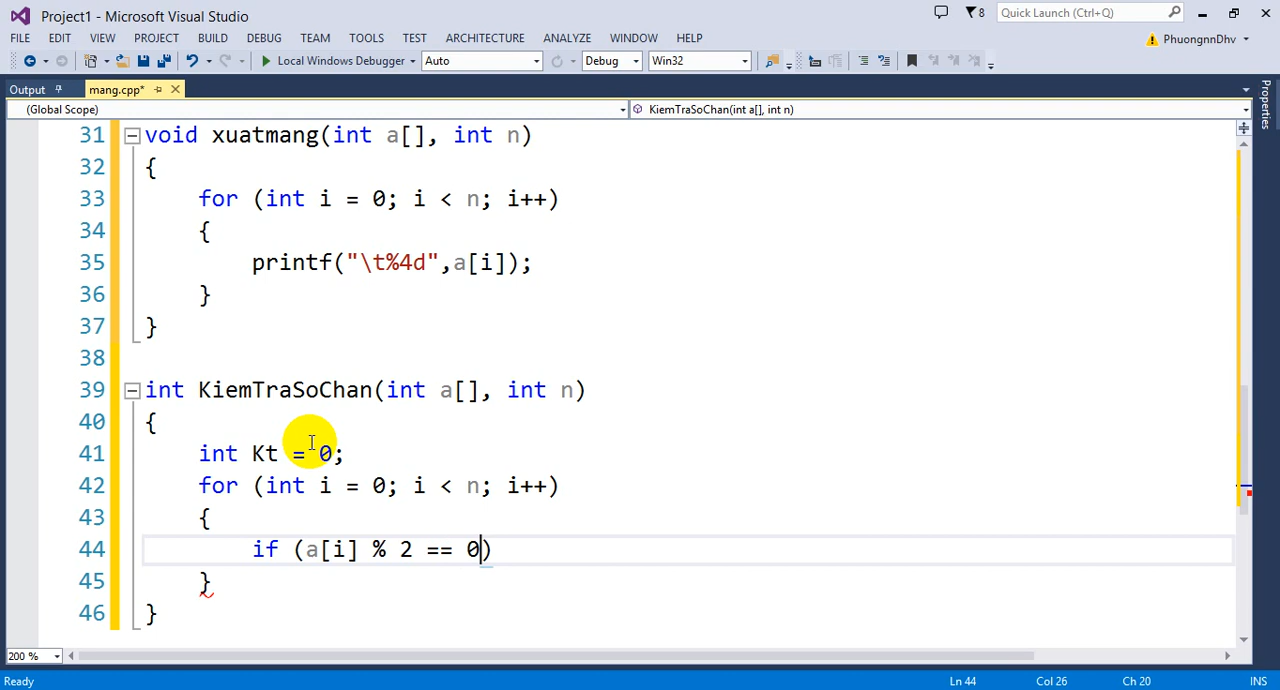 Project1 - Microsoft Visual Studio
8
Quick Launch (Ctrl+Q)
FILE EDIT VIEW PROJECT BUILD DEBUG TEAM TOOLS TEST ARCHITECTURE ANALYZE WINDOW HELP
PhuongnnDhv
Local Windows Debugger Auto Debug Win32
Output mang.cpp*
(Global Scope) KiemTraSoChan(int a[], int n)
Properties
31 void xuatmang(int a[], int n)
32 {
33 for (int i = 0; i < n; i++)
34 {
35 printf("\t%4d",a[i]);
36 }
37 }
38
39 int KiemTraSoChan(int a[], int n)
40 {
41 int Kt = 0;
42 for (int i = 0; i < n; i++)
43 {
44 if (a[i] % 2 == 0)
45 }
46 }
200 %
Ready Ln 44 Col 26 Ch 20 INS